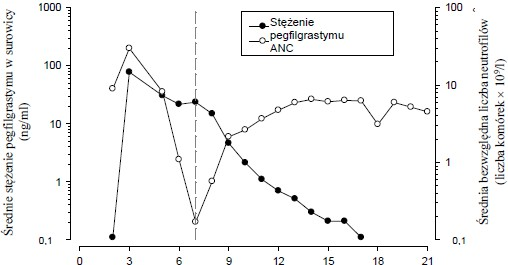 Średnie stężenie pegfilgrastymu w surowicy
(ng/ml)
1000
100
10
1
0,1
Stężenie
pegfilgrastymu
ANC
100
10
1
0,1
Średnia bezwzględna liczba neutrofilów
(liczba komórek × 10⁹/l)
0 3 6 7 9 12 15 18 21